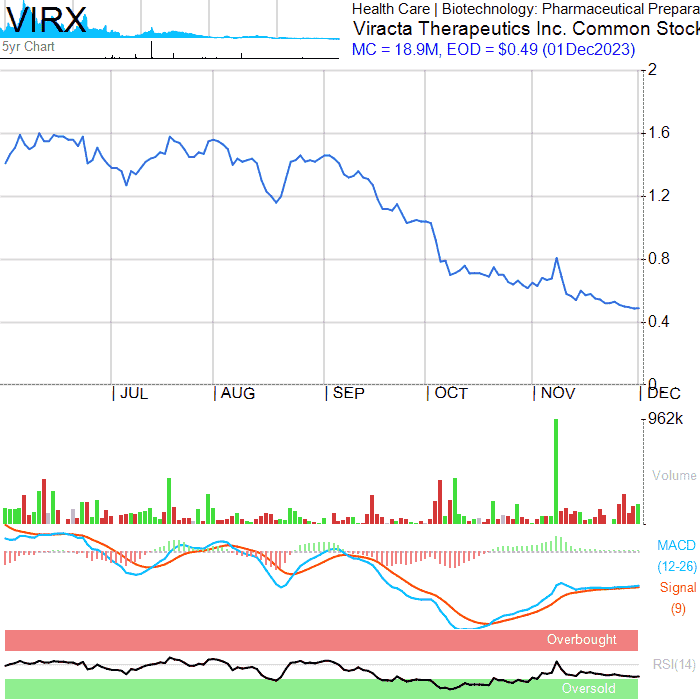 VIRX
5yr Chart
Health Care | Biotechnology: Pharmaceutical Prepara
Viracta Therapeutics Inc. Common Stock
MC = 18.9M, EOD = $0.49 (01Dec2023)
2
1.6
1.2
0.8
0.4
0
JUL
AUG
SEP
OCT
NOV
DEC
962k
Volume
MACD
(12-26)
Signal
(9)
Overbought
RSI(14)
Oversold